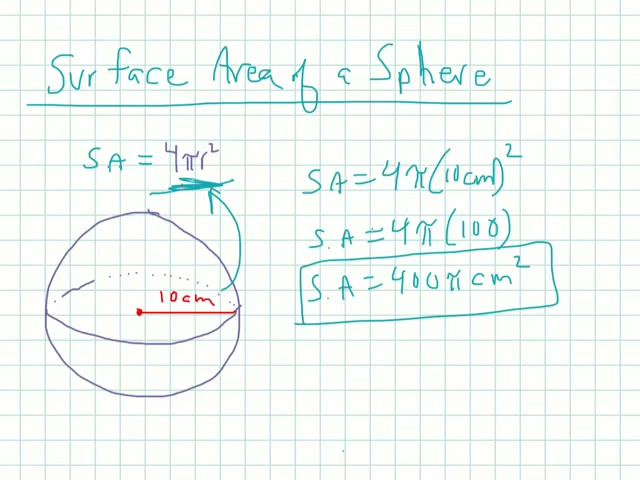 Surface Area of a Sphere
SA = 4πr²
SA = 4π(10cm)²
S.A = 4π(100)
S.A = 400π cm²
10cm